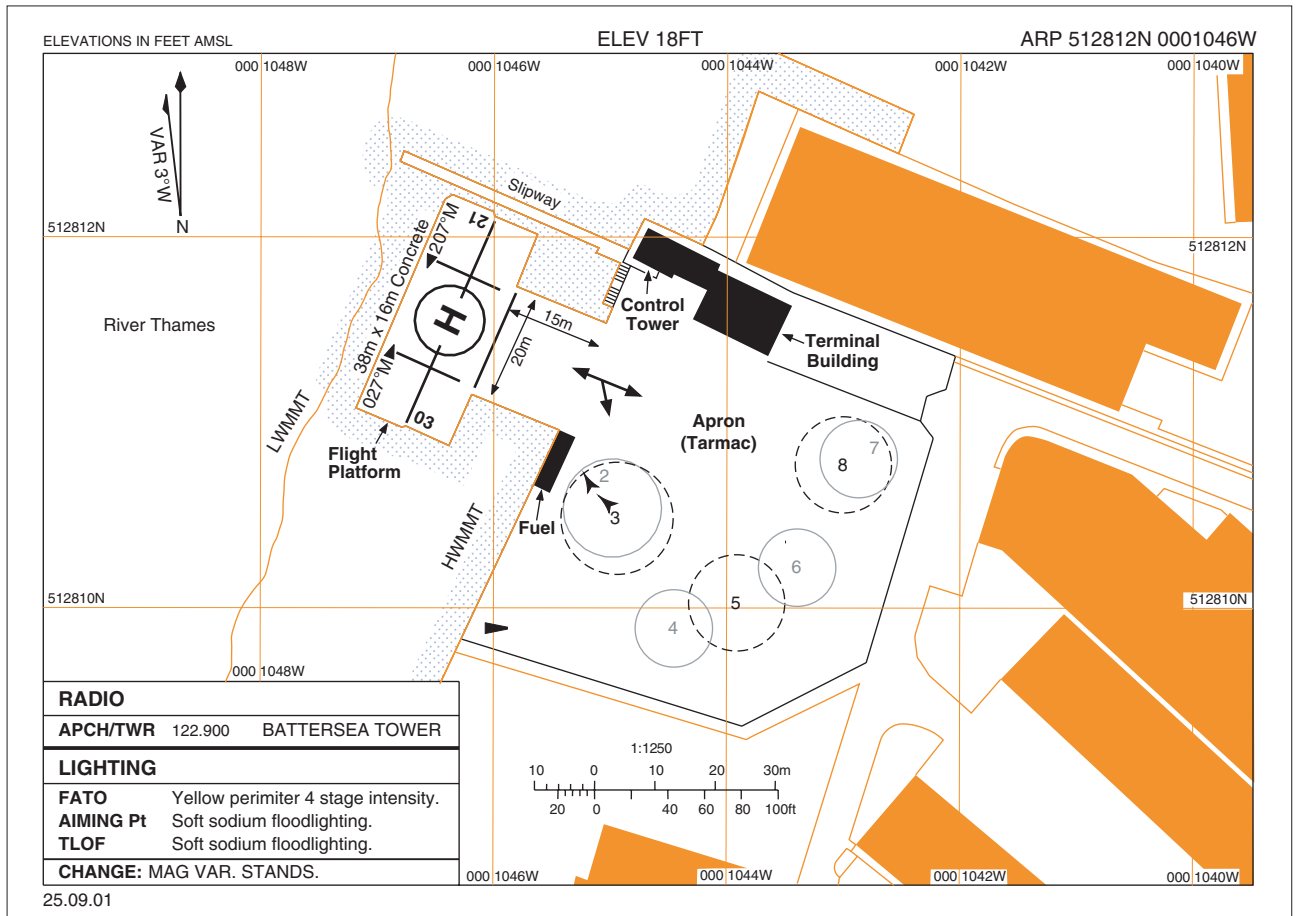 ELEVATIONS IN FEET AMSL
ELEV 18FT
ARP 512812N 0001046W
000 1048W
000 1046W
000 1044W
000 1042W
000 1040W
VAR 3°W
N
512812N
512812N
Slipway
21
207°M
38m x 16m Concrete
H
027°M
03
River Thames
15m
20m
Control
Tower
Terminal
Building
LWMMT
Flight
Platform
Apron
(Tarmac)
7
8
2
3
Fuel
HWMMT
6
5
4
512810N
512810N
000 1048W
RADIO
APCH/TWR 122.900 BATTERSEA TOWER
LIGHTING
FATO Yellow perimiter 4 stage intensity.
AIMING Pt Soft sodium floodlighting.
TLOF Soft sodium floodlighting.
CHANGE: MAG VAR. STANDS.
1:1250
10 0 10 20 30m
20 0 40 60 80 100ft
000 1046W
000 1044W
000 1042W
000 1040W
25.09.01